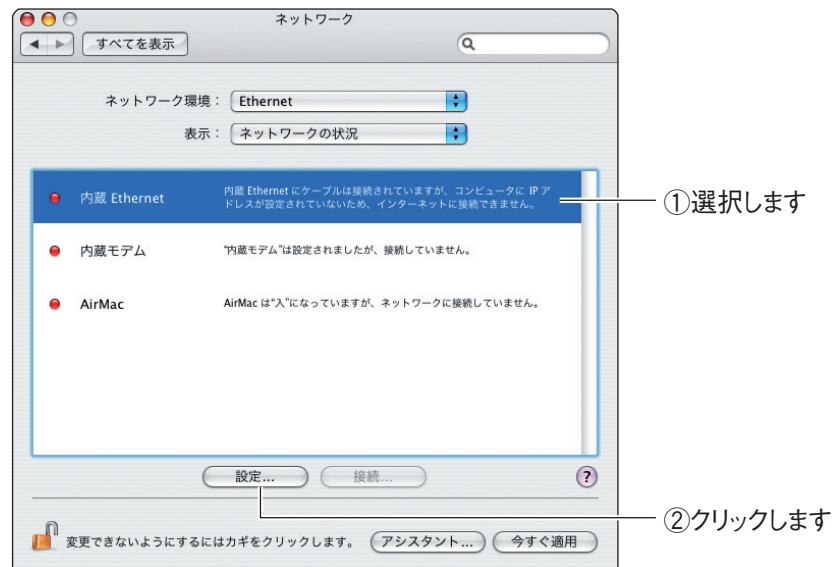 ネットワーク
すべてを表示
ネットワーク環境： Ethernet
表示： ネットワークの状況
内蔵 Ethernet
内蔵 Ethernet にケーブルは接続されていますが、コンピュータに IP ア
ドレスが設定されていないため、インターネットに接続できません。
①選択します
内蔵モデム
“内蔵モデム”は設定されましたが、接続していません。
AirMac
AirMac は“入”になっていますが、ネットワークに接続していません。
設定...
接続...
?
②クリックします
変更できないようにするにはカギをクリックします。
アシスタント...
今すぐ適用